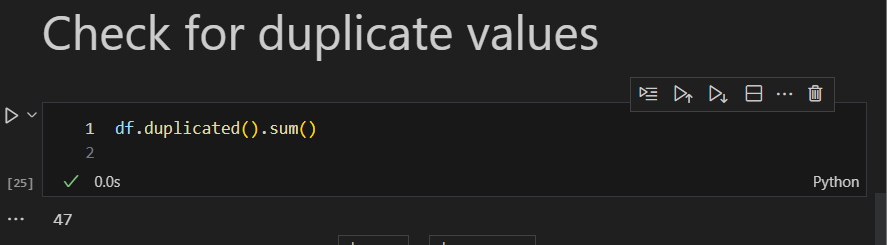 Check for duplicate values
1 df.duplicated().sum()
2
[25] 0.0s Python
47